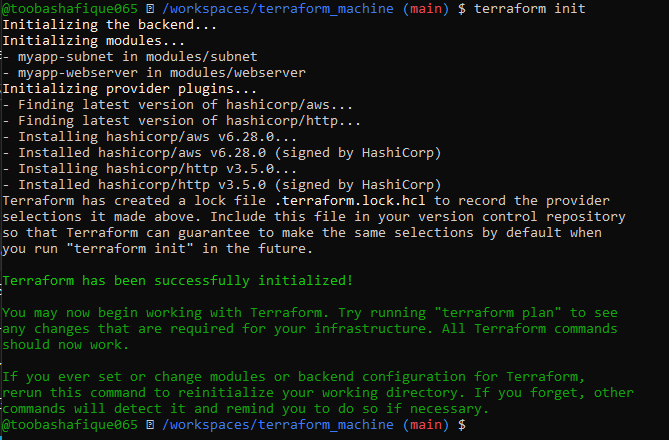 @toobashafique065 /workspaces/terraform_machine (main) $ terraform init
Initializing the backend...
Initializing modules...
- myapp-subnet in modules/subnet
- myapp-webserver in modules/webserver
Initializing provider plugins...
- Finding latest version of hashicorp/aws...
- Finding latest version of hashicorp/http...
- Installing hashicorp/aws v6.28.0...
- Installed hashicorp/aws v6.28.0 (signed by HashiCorp)
- Installing hashicorp/http v3.5.0...
- Installed hashicorp/http v3.5.0 (signed by HashiCorp)
Terraform has created a lock file .terraform.lock.hcl to record the provider
selections it made above. Include this file in your version control repository
so that Terraform can guarantee to make the same selections by default when
you run "terraform init" in the future.
Terraform has been successfully initialized!
You may now begin working with Terraform. Try running "terraform plan" to see
any changes that are required for your infrastructure. All Terraform commands
should now work.
If you ever set or change modules or backend configuration for Terraform,
rerun this command to reinitialize your working directory. If you forget, other
commands will detect it and remind you to do so if necessary.
@toobashafique065 /workspaces/terraform_machine (main) $